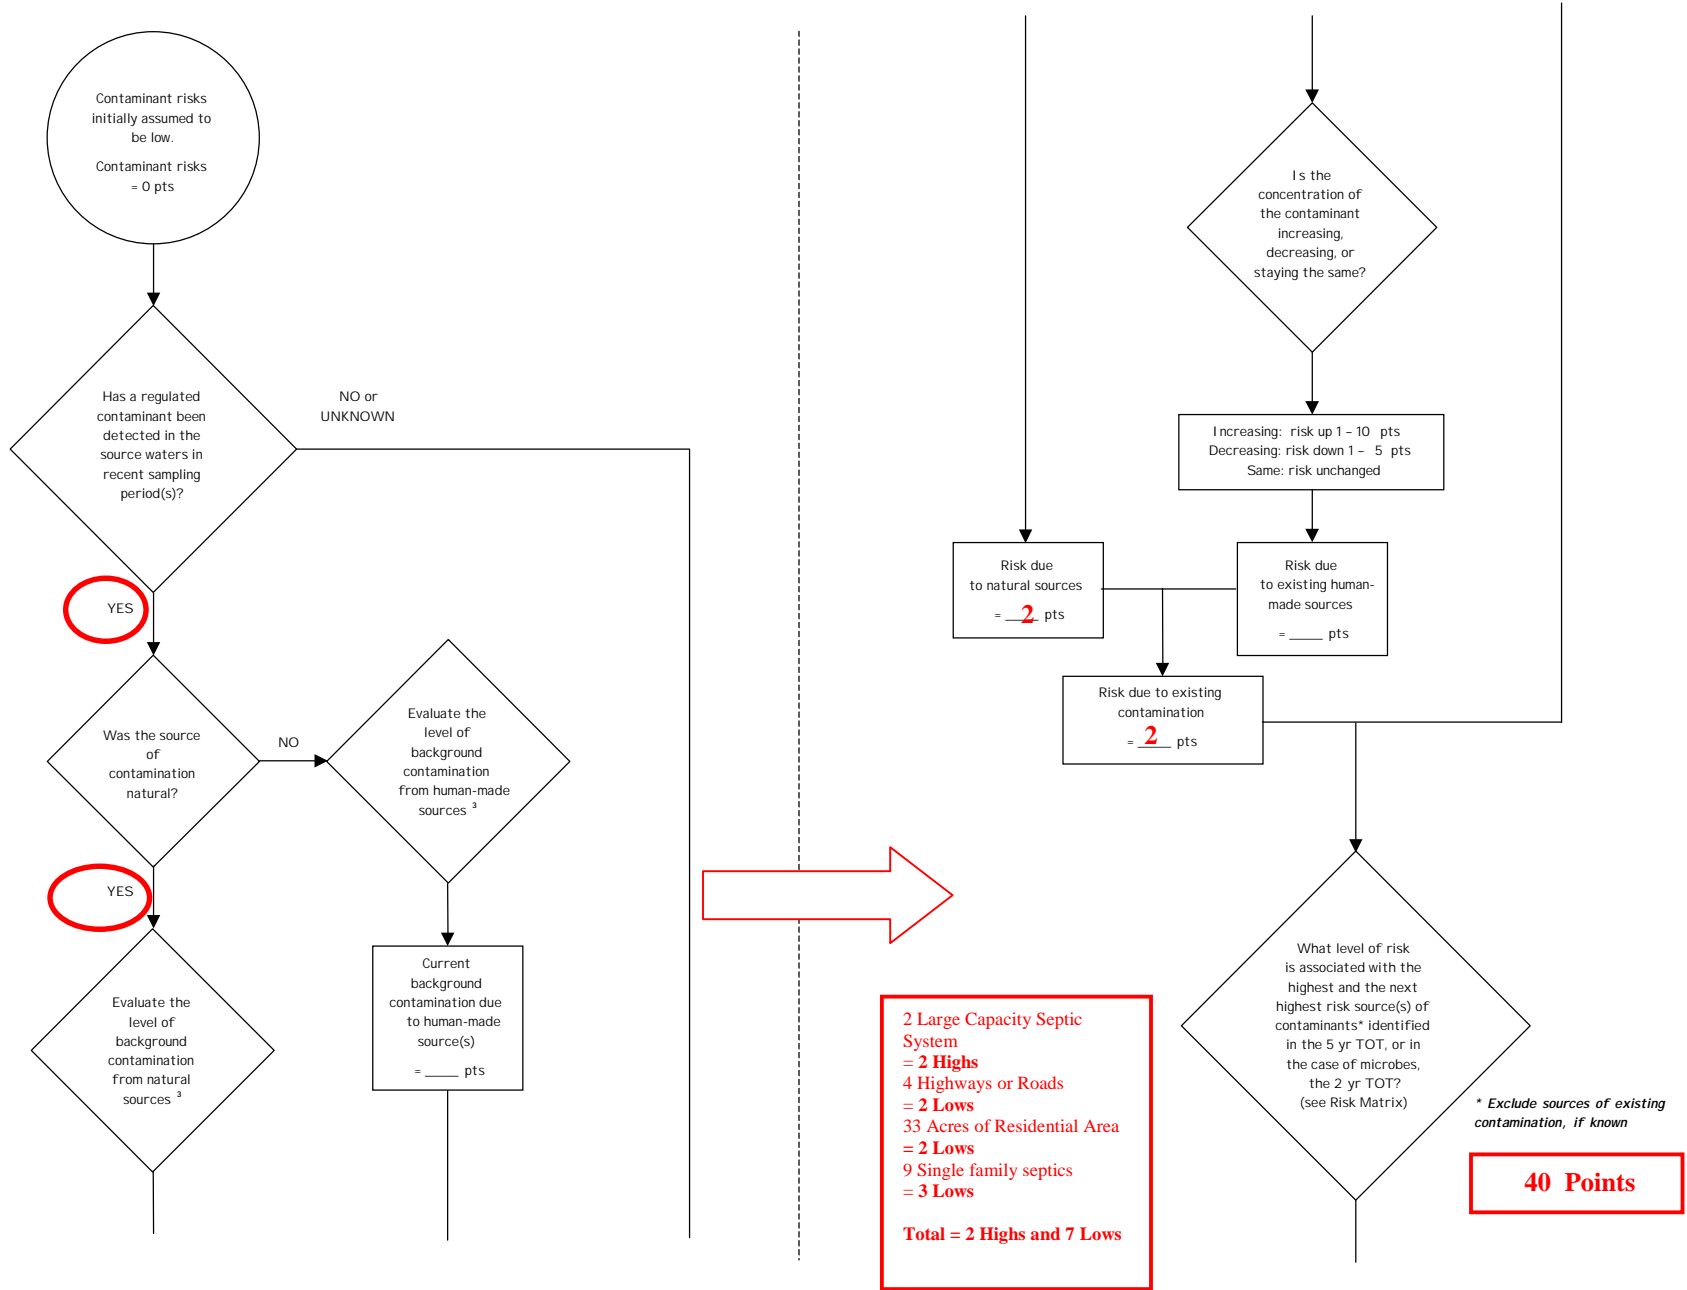 Contaminant risks
initially assumed to
be low.
Contaminant risks
= 0 pts
Has a regulated
contaminant been
detected in the
source waters in
recent sampling
period(s)?
NO or
UNKNOWN
YES
Was the source
of
contamination
natural?
NO
Evaluate the
level of
background
contamination
from human-made
sources ³
YES
Evaluate the
level of
background
contamination
from natural
sources ³
Current
background
contamination due
to human-made
source(s)
= _____ pts
Is the
concentration of
the contaminant
increasing,
decreasing, or
staying the same?
Increasing: risk up 1 – 10 pts
Decreasing: risk down 1 – 5 pts
Same: risk unchanged
Risk due
to natural sources
= __2__ pts
Risk due
to existing human-
made sources
= _____ pts
Risk due to existing
contamination
= __2__ pts
What level of risk
is associated with the
highest and the next
highest risk source(s) of
contaminants* identified
in the 5 yr TOT, or in
the case of microbes,
the 2 yr TOT?
(see Risk Matrix)
* Exclude sources of existing
contamination, if known
40 Points
2 Large Capacity Septic
System
= 2 Highs
4 Highways or Roads
= 2 Lows
33 Acres of Residential Area
= 2 Lows
9 Single family septics
= 3 Lows
Total = 2 Highs and 7 Lows